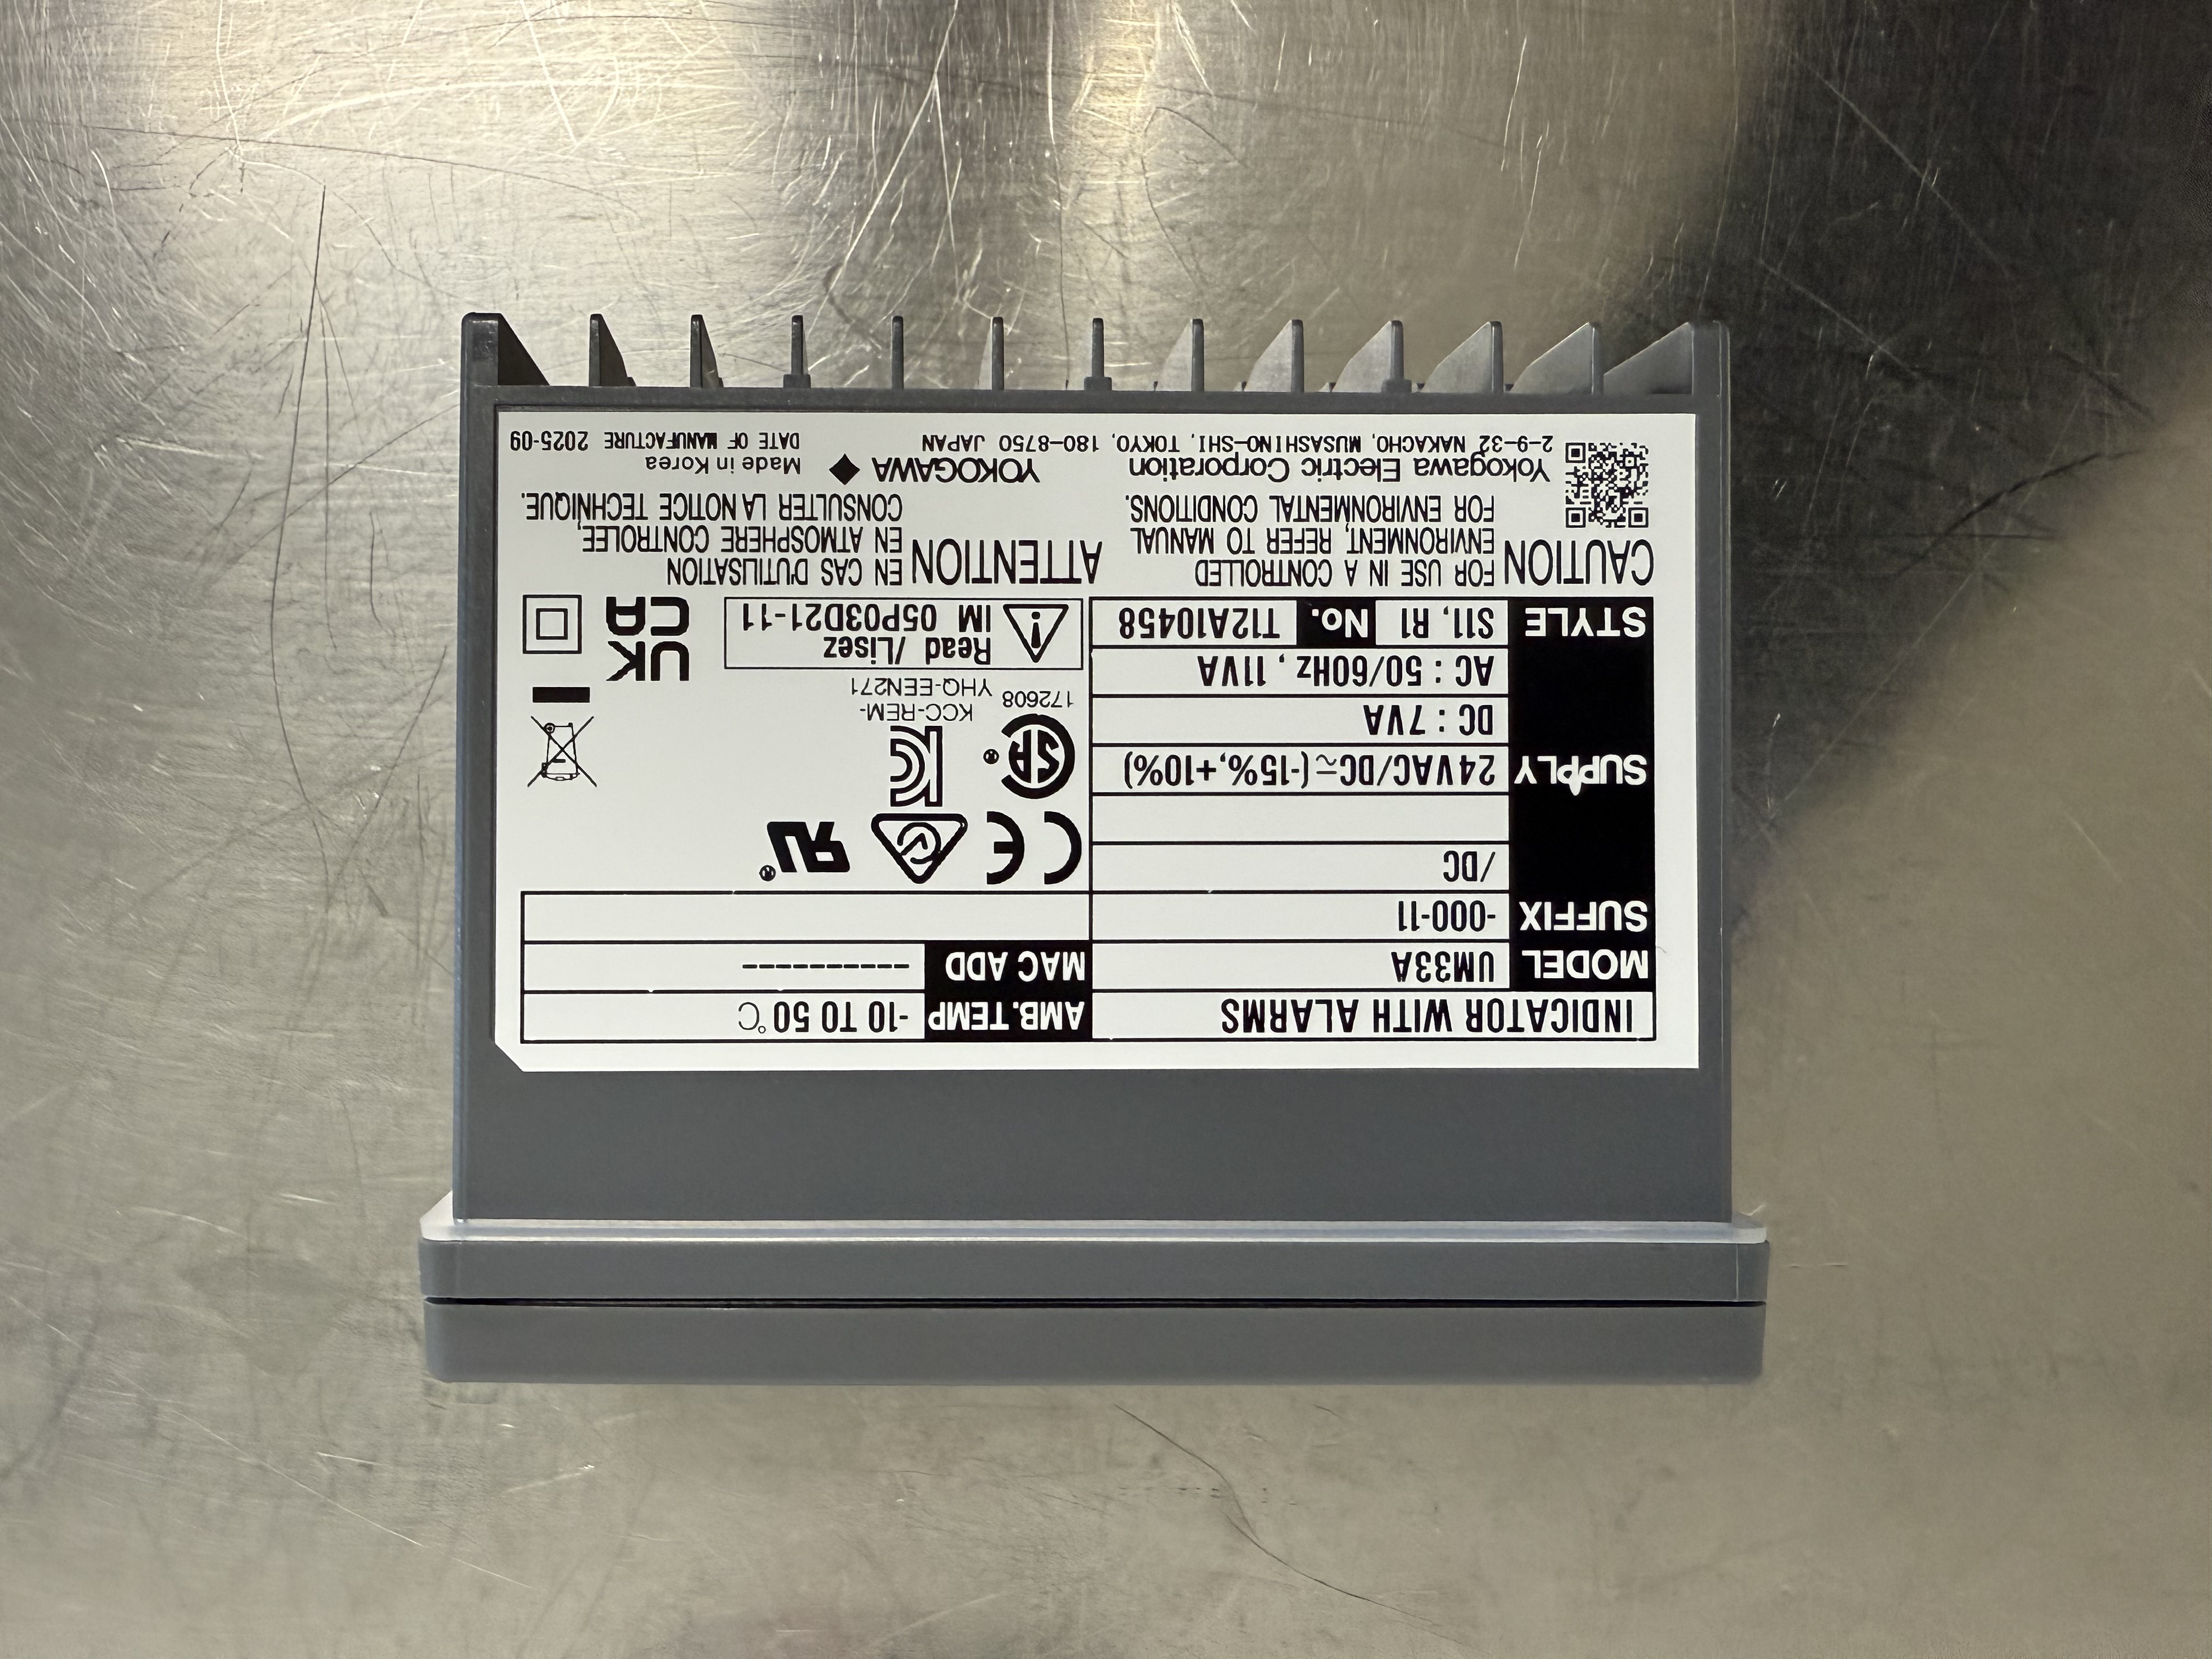 INDICATOR WITH ALARMS
MODEL UM33A
SUFFIX -000-11
/DC
SUPPLY 24VAC/DC (-15%,+10%)
DC : 7VA
AC : 50/60Hz , 11VA
STYLE S11, R1 No. T12A10458
AMB.TEMP -10 TO 50 °C
MAC ADD ----------
CE
172608
KCC-REM-
YHQ-EEN271
Read /Lisez
IM 05P03D21-11
UK
CA
CAUTION FOR USE IN A CONTROLLED
ENVIRONMENT, REFER TO MANUAL
FOR ENVIRONMENTAL CONDITIONS.
ATTENTION EN CAS D'UTILISATION
EN ATMOSPHERE CONTROLEE,
CONSULTER LA NOTICE TECHNIQUE.
Yokogawa Electric Corporation YOKOGAWA ◆ Made in Korea
2-9-32 NAKACHO, MUSASHINO-SHI, TOKYO, 180-8750 JAPAN DATE OF MANUFACTURE 2025-09